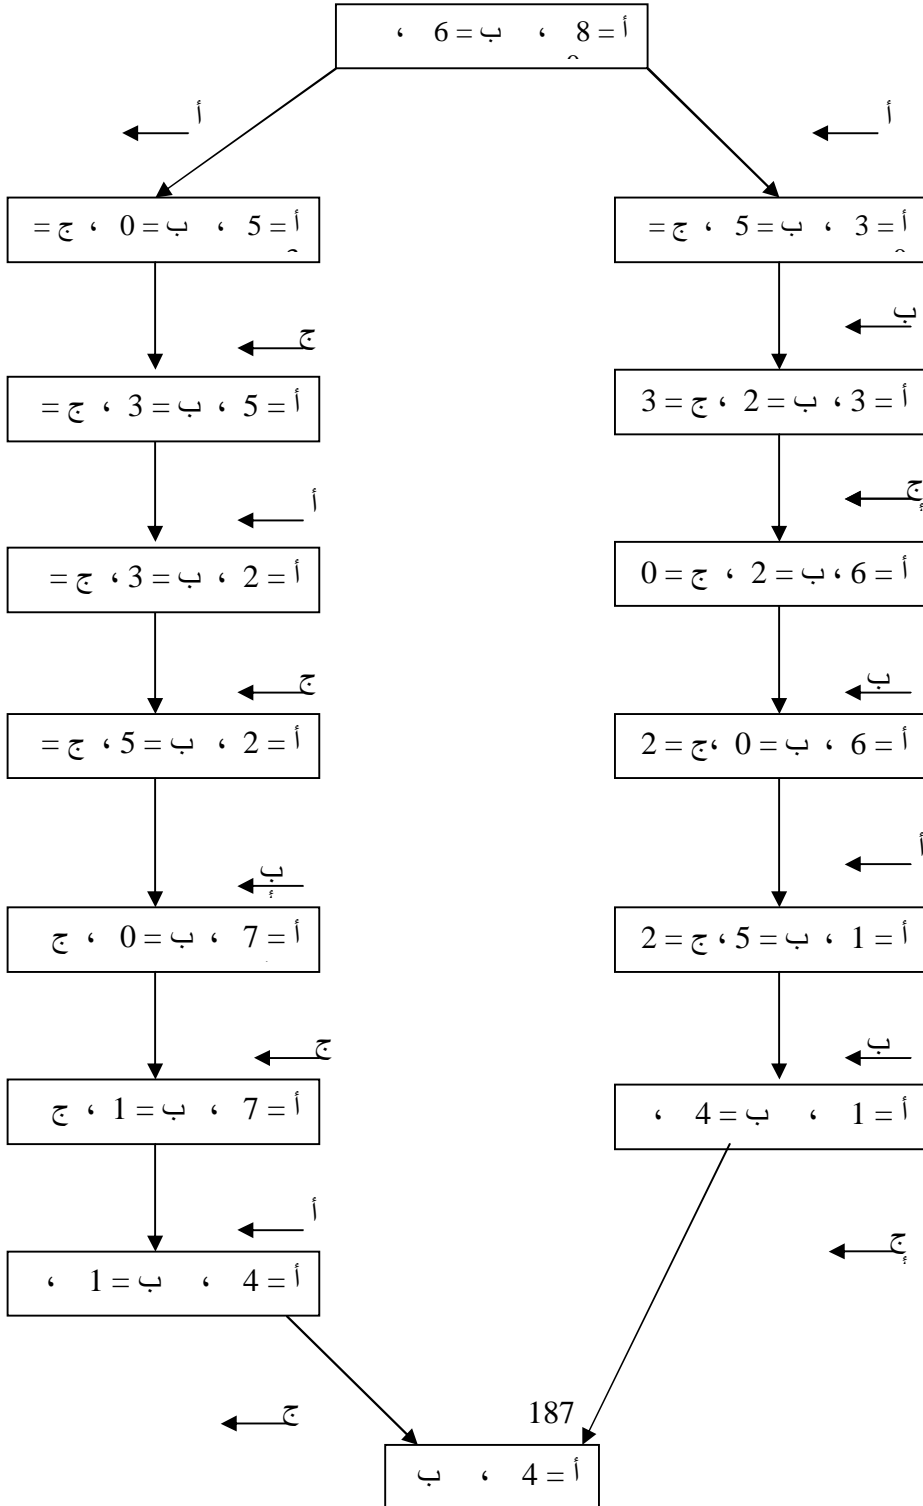 أ = 8 ، ب = 6 ،
أ
أ
أ = 3 ، ب = 5 ، ج =
أ = 5 ، ب = 0 ، ج =
ب
ج
أ = 3 ، ب = 2 ، ج = 3
أ = 5 ، ب = 3 ، ج =
ج
أ
أ
أ = 6 ، ب = 2 ، ج = 0
أ = 2 ، ب = 3 ، ج =
ب
ج
أ = 6 ، ب = 0 ، ج = 2
أ = 2 ، ب = 5 ، ج =
أ
ب
أ
أ = 1 ، ب = 5 ، ج = 2
أ = 7 ، ب = 0 ، ج
ب
ج
أ = 1 ، ب = 4 ،
أ = 7 ، ب = 1 ، ج
أ
ج
أ
أ = 4 ، ب = 1 ،
ج
187
أ = 4 ، ب